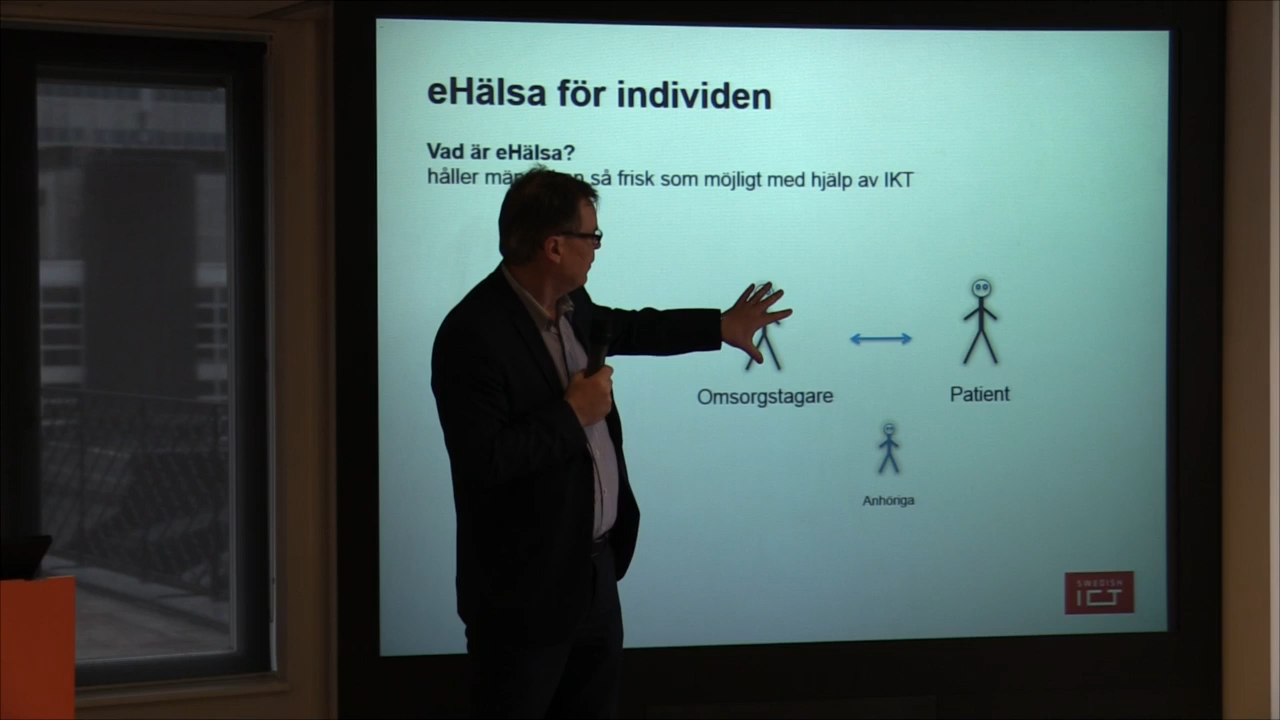 eHälsa för individen
Vad är eHälsa?
håller så frisk som möjligt med hjälp av IKT
Omsorgstagare
Patient
Anhöriga
SWEDISH
ICT